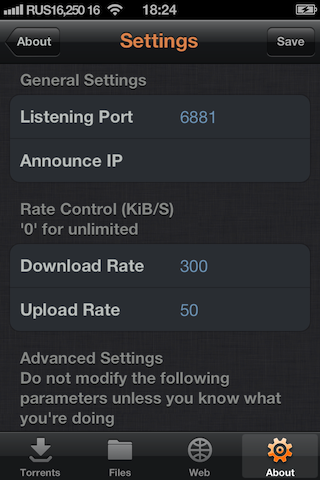 RUS16,250 16 18:24
About Settings Save
General Settings
Listening Port 6881
Announce IP
Rate Control (KiB/S)
'0' for unlimited
Download Rate 300
Upload Rate 50
Advanced Settings
Do not modify the following
parameters unless you know what
you're doing
Torrents Files Web About